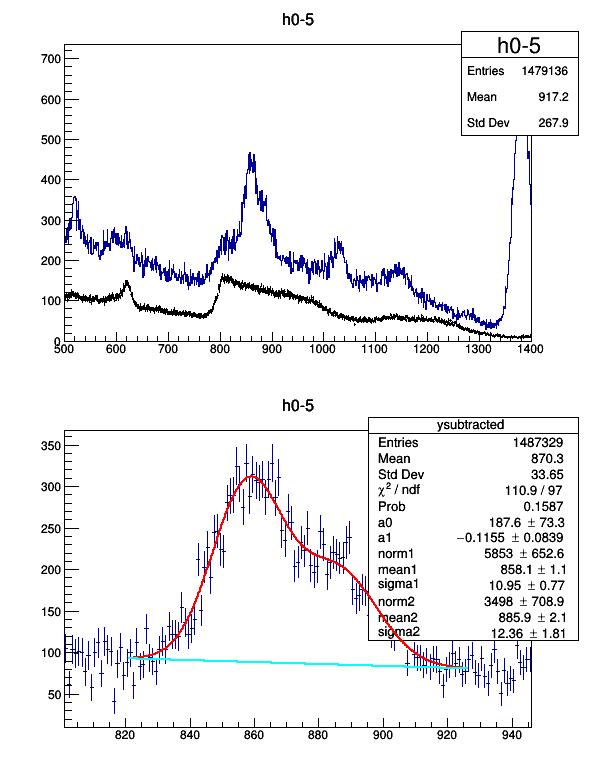 h0-5
h0-5
Entries 1479136
Mean 917.2
Std Dev 267.9
700
600
500
400
300
200
100
0
500 600 700 800 900 1000 1100 1200 1300 1400
h0-5
ysubtracted
Entries 1487329
Mean 870.3
Std Dev 33.65
χ² / ndf 110.9 / 97
Prob 0.1587
a0 187.6 ± 73.3
a1 −0.1155 ± 0.0839
norm1 5853 ± 652.6
mean1 858.1 ± 1.1
sigma1 10.95 ± 0.77
norm2 3498 ± 708.9
mean2 885.9 ± 2.1
sigma2 12.36 ± 1.81
350
300
250
200
150
100
50
820 840 860 880 900 920 940